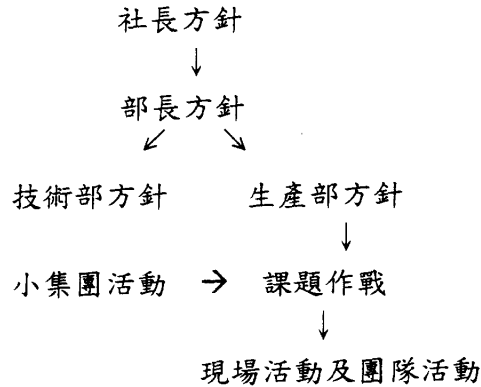 社長方針
↓
部長方針
↙ ↘
技術部方針 生產部方針
↓
小集團活動 → 課題作戰
↓
現場活動及團隊活動